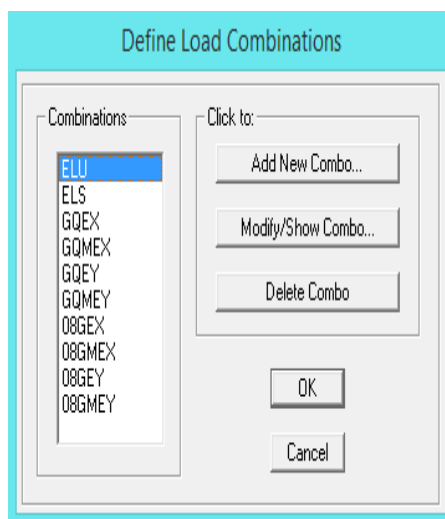 Define Load Combinations
Combinations
ELU
ELS
GQEX
GQMEX
GQEY
GQMEY
08GEX
08GMEX
08GEY
08GMEY
Click to:
Add New Combo...
Modify/Show Combo...
Delete Combo
OK
Cancel